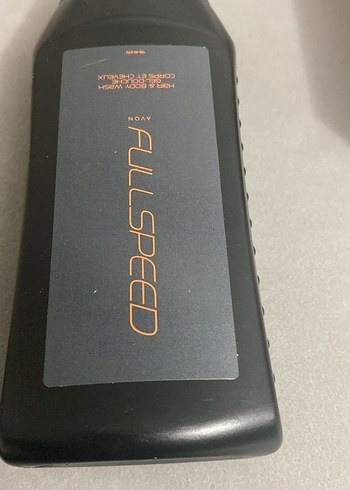 AVON
FULLSPEED
HAIR & BODY WASH
GEL DOUCHE
CORPS ET CHEVEUX